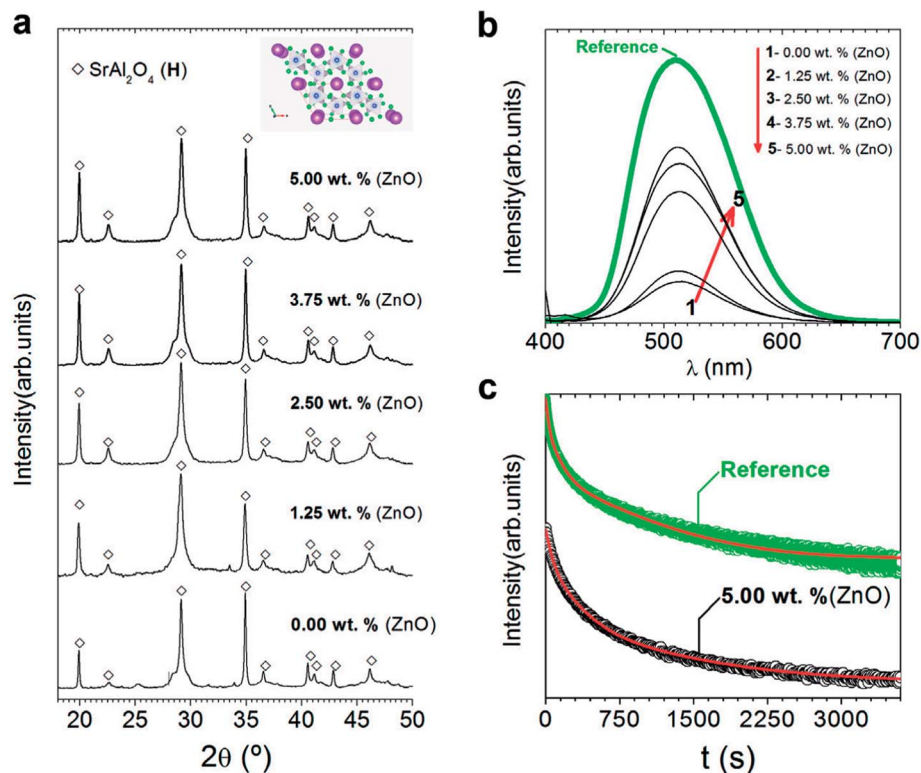 a
◇ SrAl₂O₄ (H)
5.00 wt. % (ZnO)
3.75 wt. % (ZnO)
2.50 wt. % (ZnO)
1.25 wt. % (ZnO)
0.00 wt. % (ZnO)
Intensity(arb.units)
20 25 30 35 40 45 50
2θ (º)
b
Reference
1- 0.00 wt. % (ZnO)
2- 1.25 wt. % (ZnO)
3- 2.50 wt. % (ZnO)
4- 3.75 wt. % (ZnO)
5- 5.00 wt. % (ZnO)
5
1
Intensity(arb.units)
400 500 600 700
λ (nm)
c
Reference
5.00 wt. %(ZnO)
Intensity(arb.units)
0 750 1500 2250 3000
t (s)